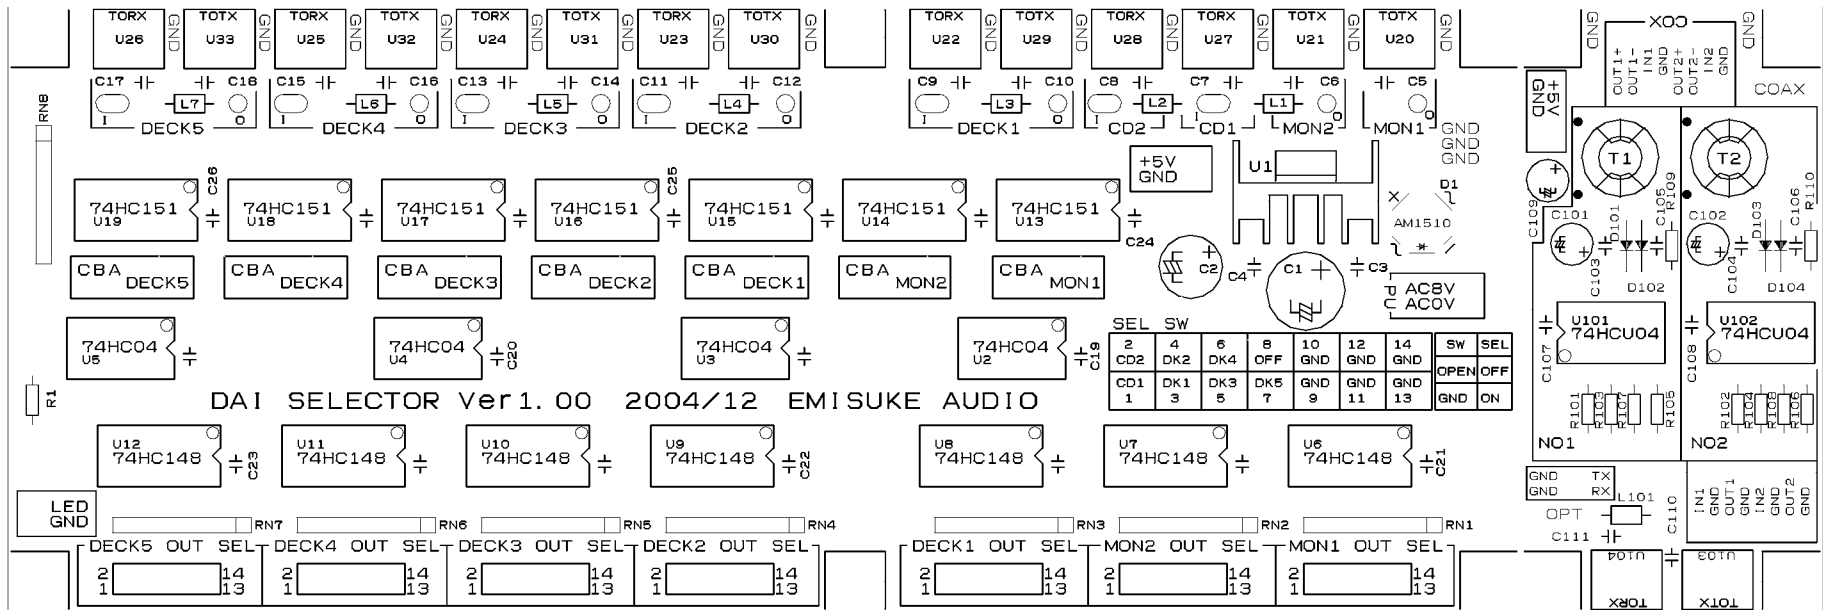 TORX TOTX TORX TOTX TORX TOTX TORX TOTX TORX TOTX TORX TORX TOTX TOTX
U26 U33 U25 U32 U24 U31 U23 U30 U22 U29 U28 U27 U21 U20
GND GND GND GND GND GND GND GND GND GND GND GND GND GND
COX
GND GND
OUT1+
OUT1-
IN1
GND
OUT2+
OUT2-
IN2
GND
COAX
C17 C18 C15 C16 C13 C14 C11 C12 C9 C10 C8 C7 C6 C5
L7 L6 L5 L4 L3 L2 L1
I O I O I O I O I O I I O O
DECK5 DECK4 DECK3 DECK2 DECK1 CD2 CD1 MON2 MON1
RN8
GND
GND
GND
+5V
GND
+5V
GND
U1
D1
AM1510
T1 T2
C26 C25
74HC151 74HC151 74HC151 74HC151 74HC151 74HC151 74HC151
U19 U18 U17 U16 U15 U14 U13
C24
C109 C101 D101 C105 R109 C102 D103 C106 R110
C103 D102 C104 D104
CBA CBA CBA CBA CBA CBA CBA
DECK5 DECK4 DECK3 DECK2 DECK1 MON2 MON1
C2 C4 C1 C3
AC8V
AC0V
74HC04 74HC04 74HC04 74HC04
U5 U4 U3 U2
C20 C19
U101 U102
74HCU04 74HCU04
C107 C108
SEL SW
2 4 6 8 10 12 14 SW SEL
CD2 DK2 DK4 OFF GND GND GND OPEN OFF
CD1 DK1 DK3 DK5 GND GND GND
1 3 5 7 9 11 13 GND ON
R1
DAI SELECTOR Ver1.00 2004/12 EMISUKE AUDIO
R101 R103 R107 R105 R102 R104 R108 R106
NO1 NO2
U12 U11 U10 U9 U8 U7 U6
74HC148 74HC148 74HC148 74HC148 74HC148 74HC148 74HC148
C23 C22 C21
LED
GND
GND TX
GND RX
L101
OPT
C111
C110
IN1
GND
OUT1
GND
IN2
GND
OUT2
GND
RN7 RN6 RN5 RN4 RN3 RN2 RN1
DECK5 OUT SEL DECK4 OUT SEL DECK3 OUT SEL DECK2 OUT SEL DECK1 OUT SEL MON2 OUT SEL MON1 OUT SEL
2 14 2 14 2 14 2 14 2 14 2 14 2 14
1 13 1 13 1 13 1 13 1 13 1 13 1 13
U104 U103
TORX TOTX